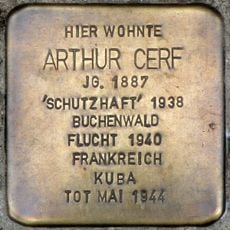 HIER WOHNTE
ARTHUR CERF
JG. 1887
'SCHUTZHAFT' 1938
BUCHENWALD
FLUCHT 1940
FRANKREICH
KUBA
TOT MAI 1944